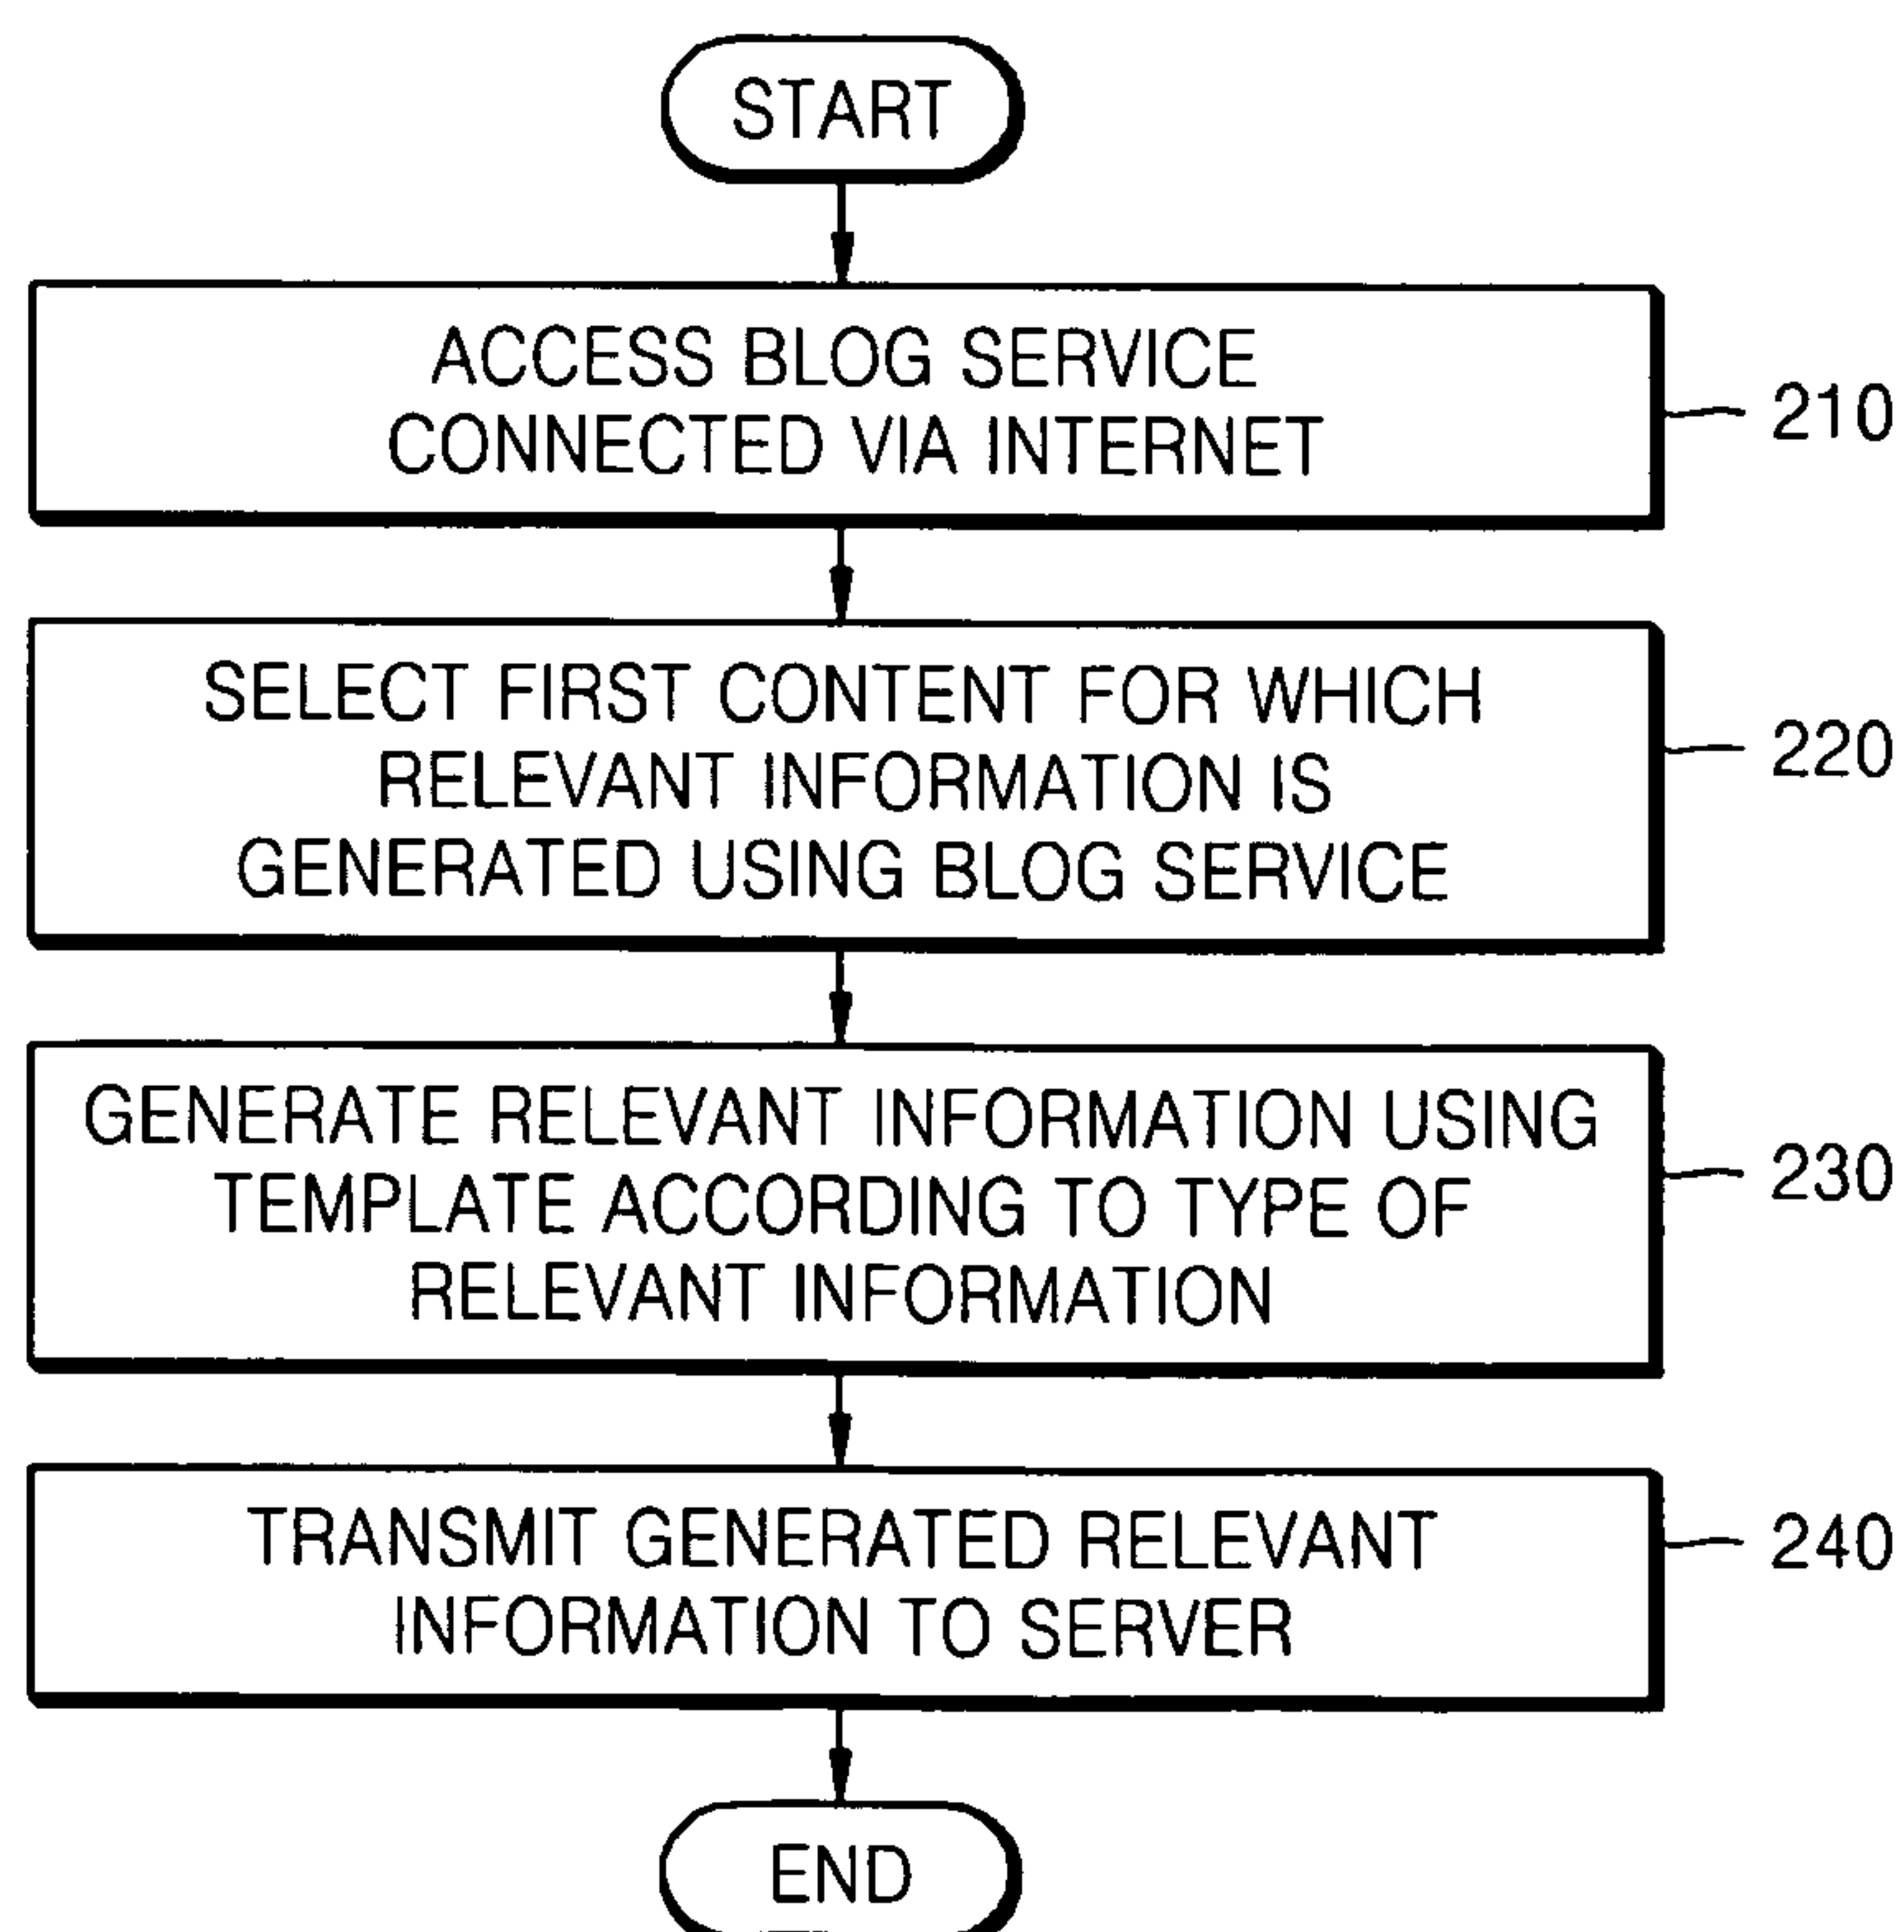 START
ACCESS BLOG SERVICE
CONNECTED VIA INTERNET
210
SELECT FIRST CONTENT FOR WHICH
RELEVANT INFORMATION IS
GENERATED USING BLOG SERVICE
220
GENERATE RELEVANT INFORMATION USING
TEMPLATE ACCORDING TO TYPE OF
RELEVANT INFORMATION
230
TRANSMIT GENERATED RELEVANT
INFORMATION TO SERVER
240
END